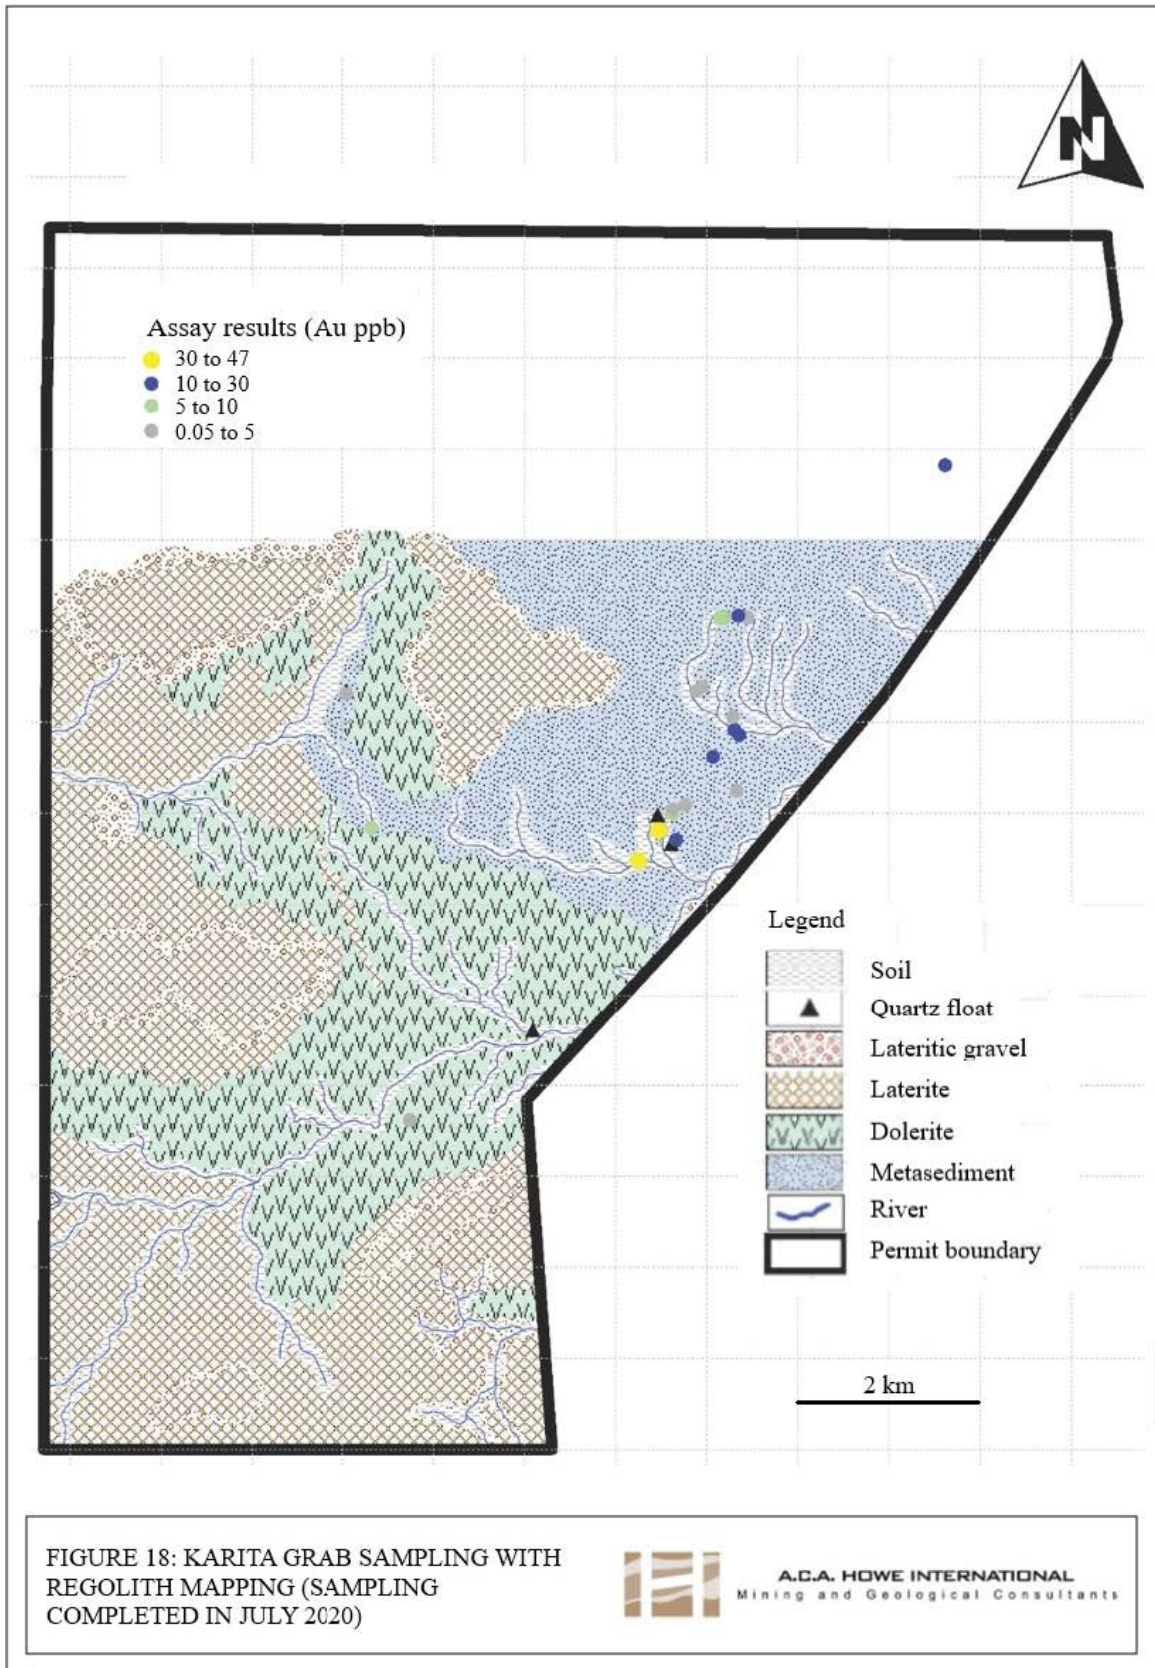 N
Assay results (Au ppb)
30 to 47
10 to 30
5 to 10
0.05 to 5
Legend
Soil
Quartz float
Lateritic gravel
Laterite
Dolerite
Metasediment
River
Permit boundary
2 km
FIGURE 18: KARITA GRAB SAMPLING WITH
REGOLITH MAPPING (SAMPLING
COMPLETED IN JULY 2020)
A.C.A. HOWE INTERNATIONAL
Mining and Geological Consultants